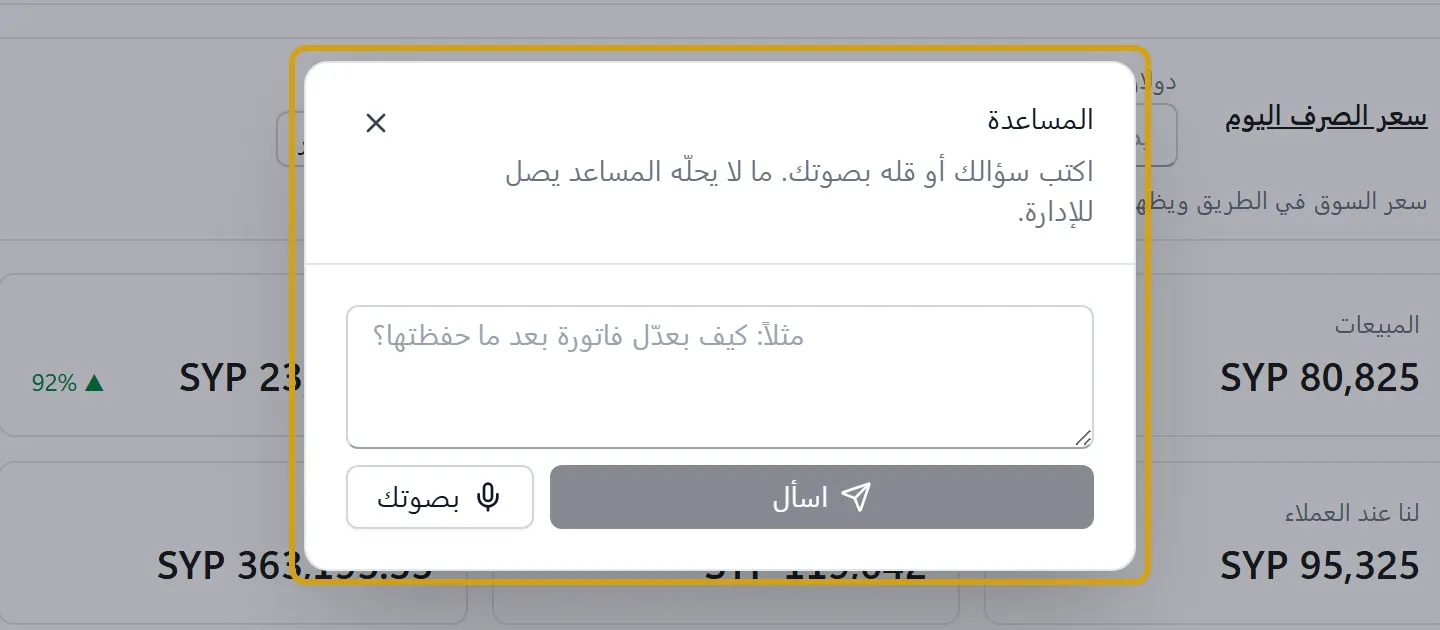 دولار
سعر الصرف اليوم
سعر السوق في الطريق
المساعدة
اكتب سؤالك أو قله بصوتك. ما لا يحلّه المساعد يصل
للإدارة.
مثلاً: كيف بعدّل فاتورة بعد ما حفظتها؟
اسأل
بصوتك
المبيعات
SYP 80,825
92% ▲
لنا عند العملاء
SYP 95,325